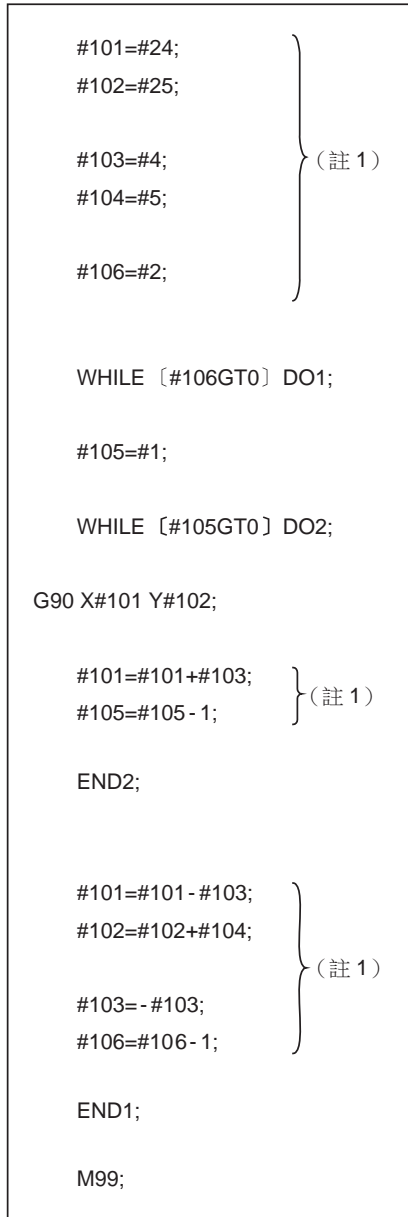 #101=#24;
#102=#25;
#103=#4;
#104=#5;
(註 1)
#106=#2;
WHILE〔#106GT0〕DO1;
#105=#1;
WHILE〔#105GT0〕DO2;
G90 X#101 Y#102;
#101=#101+#103;
#105=#105-1;
(註 1)
END2;
#101=#101-#103;
#102=#102+#104;
(註 1)
#103=-#103;
#106=#106-1;
END1;
M99;